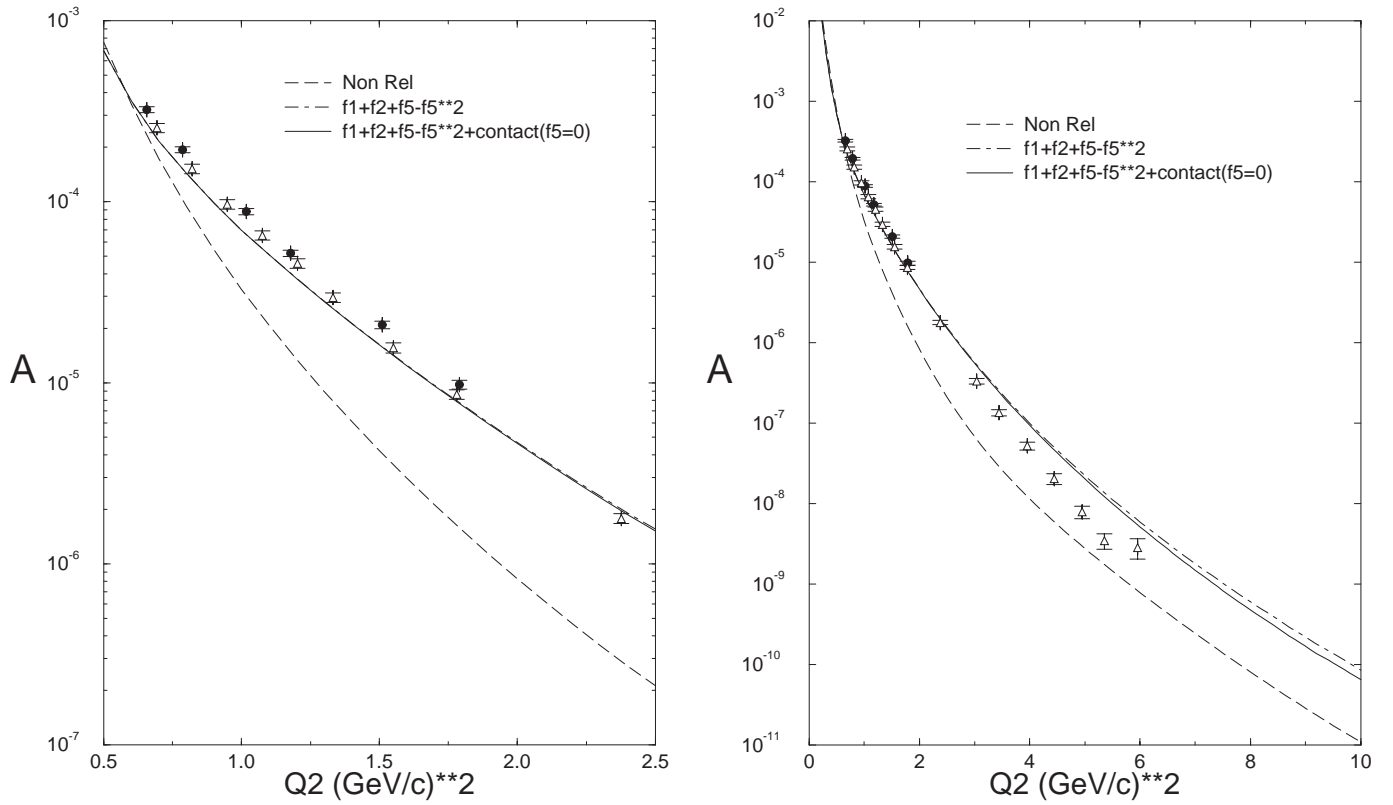 10-3
10-4
10-5
10-6
10-7
A
Non Rel
f1+f2+f5-f5**2
f1+f2+f5-f5**2+contact(f5=0)
0.5 1.0 1.5 2.0 2.5
Q2 (GeV/c)**2
10-2
10-3
10-4
10-5
10-6
10-7
10-8
10-9
10-10
10-11
A
Non Rel
f1+f2+f5-f5**2
f1+f2+f5-f5**2+contact(f5=0)
0 2 4 6 8 10
Q2 (GeV/c)**2